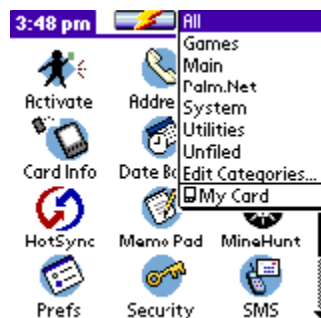 3:48 pm
All
Games
Main
Palm.Net
System
Utilities
Unfiled
Edit Categories...
My Card
Activate
Addre
Card Info
Date Bo
HotSync
Memo Pad
MineHunt
Prefs
Security
SMS